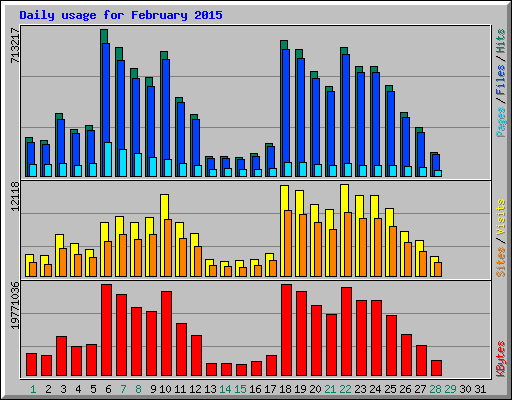 Daily usage for February 2015
713217
Pages / Files / Hits
12118
Sites / Visits
19771036
KBytes
1 2 3 4 5 6 7 8 9 10 11 12 13 14 15 16 17 18 19 20 21 22 23 24 25 26 27 28 29 30 31